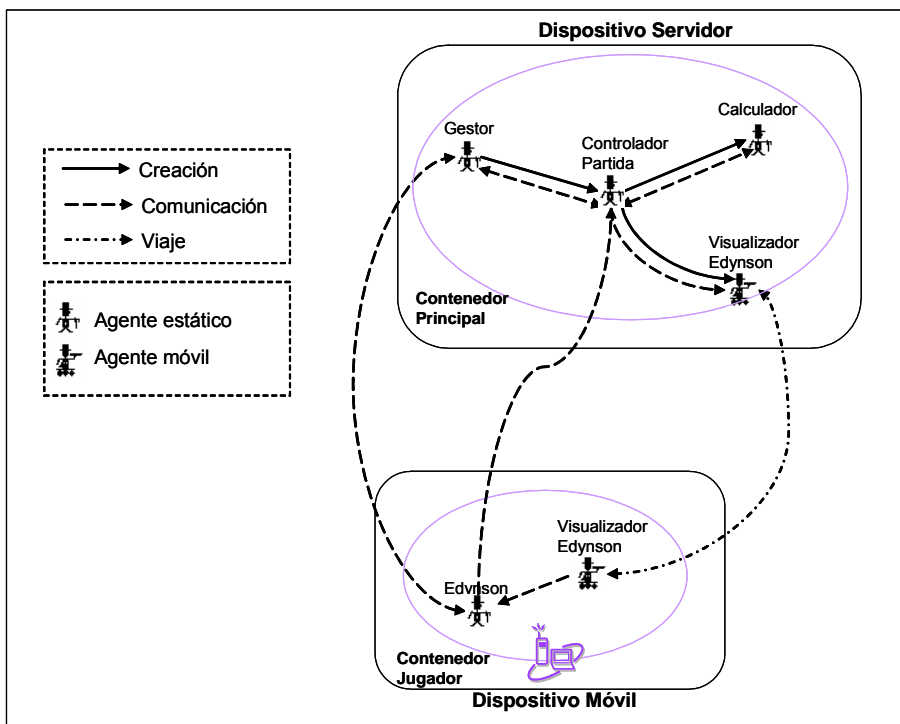 Dispositivo Servidor
Calculador
Gestor
Controlador
Partida
Visualizador
Edynson
Contenedor
Principal
Creación
Comunicación
Viaje
Agente estático
Agente móvil
Visualizador
Edynson
Edynson
Contenedor
Jugador
Dispositivo Móvil